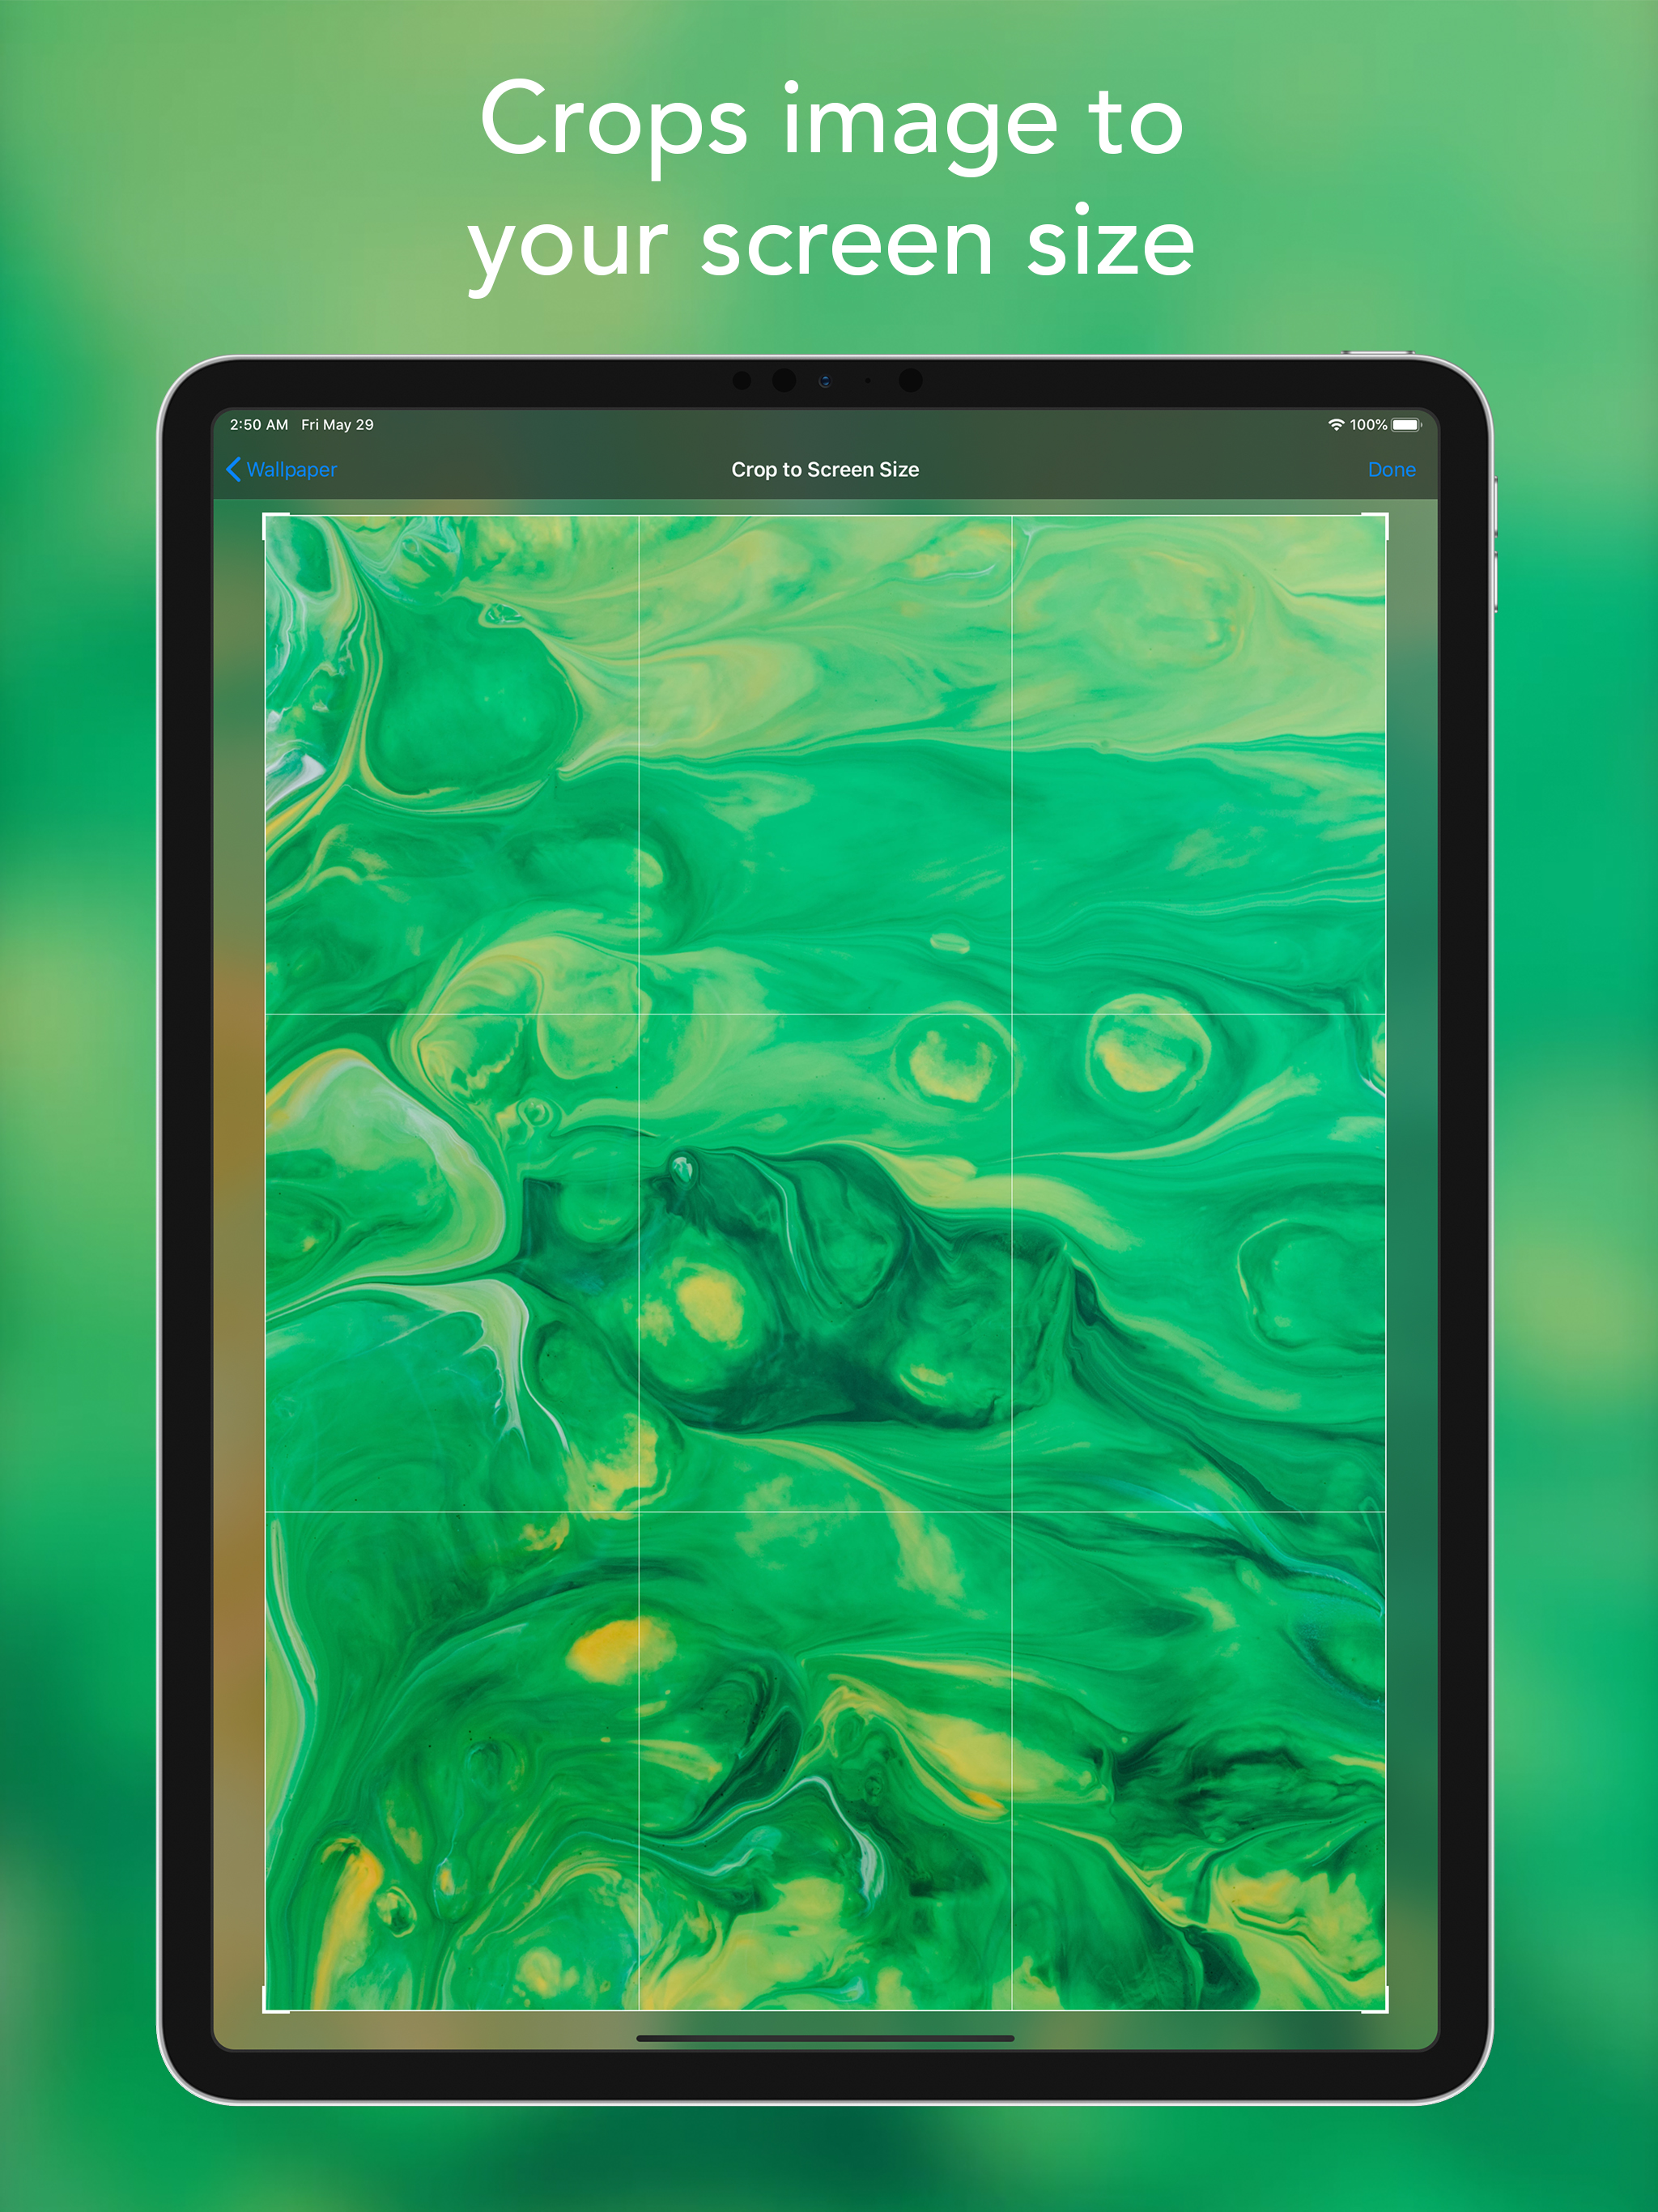 Crops image to
your screen size
2:50 AM Fri May 29
100%
Wallpaper
Crop to Screen Size
Done